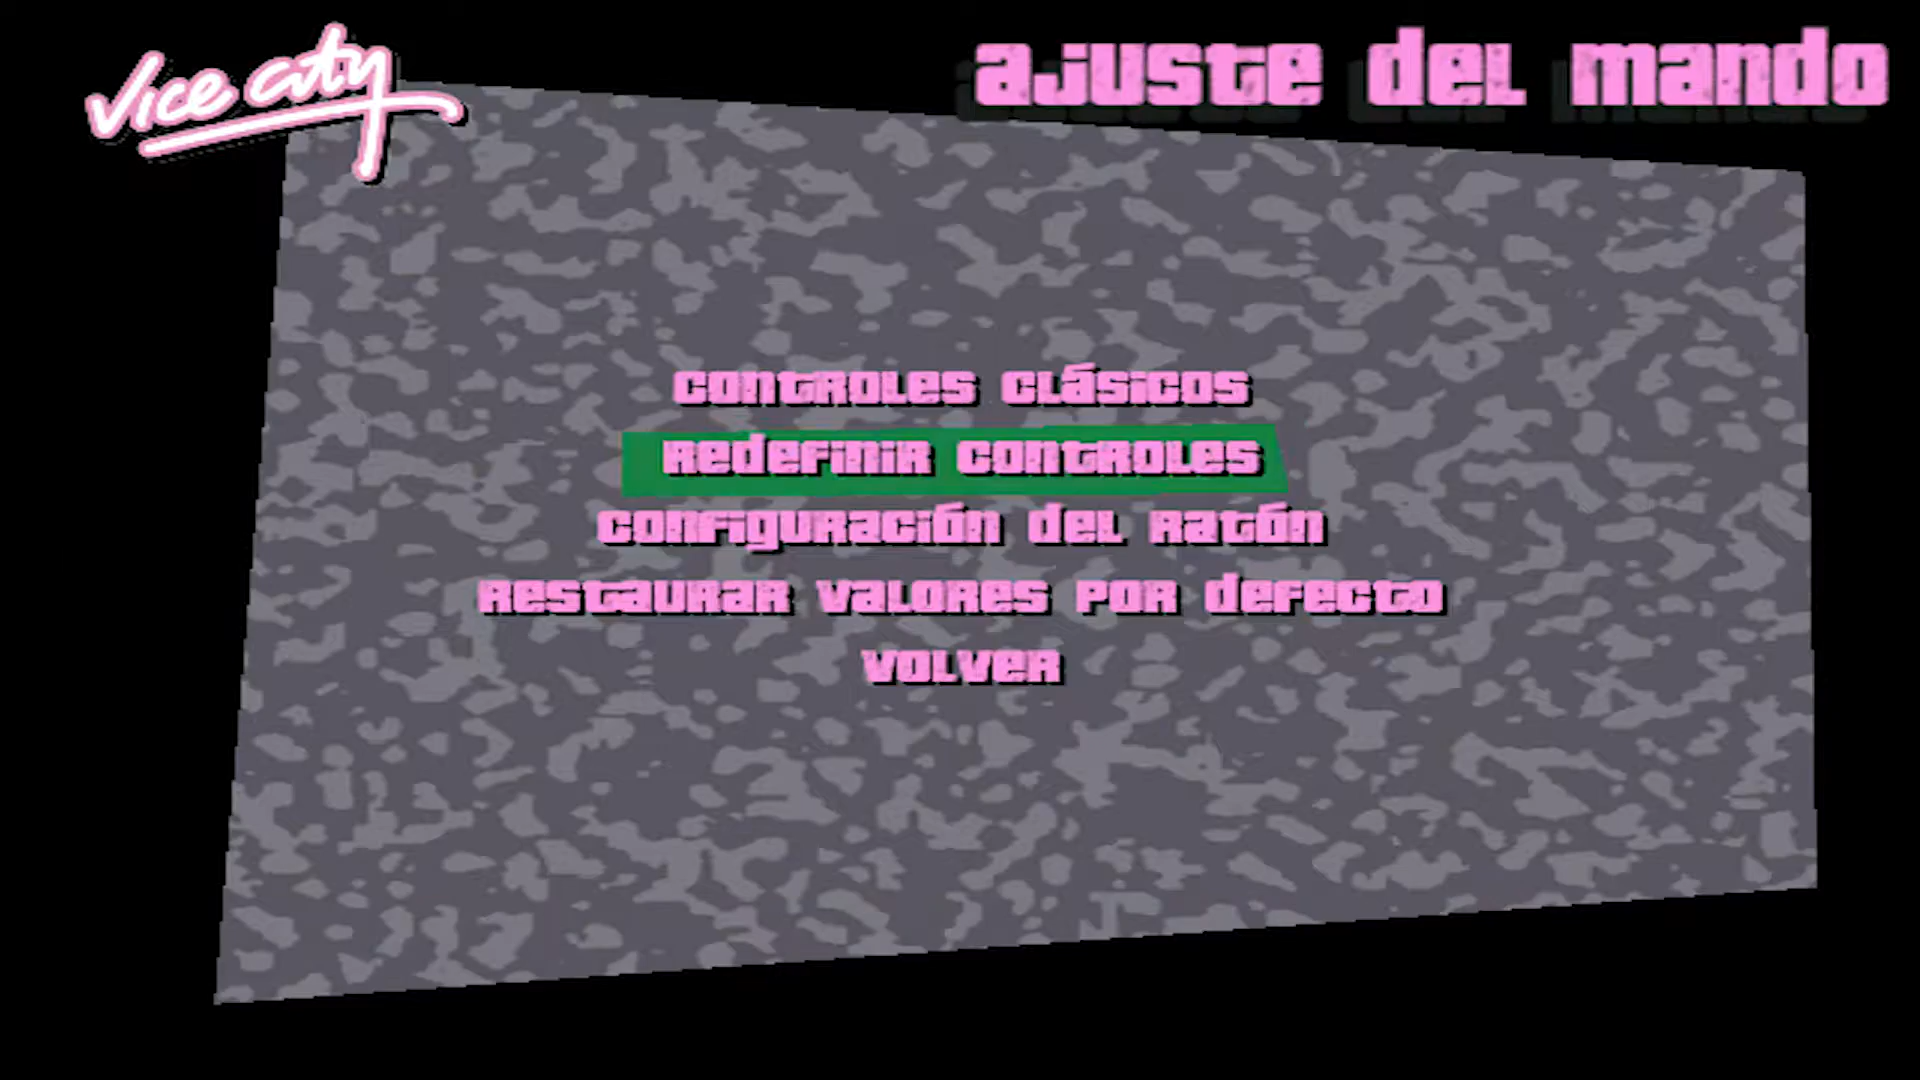 vice city
ajuste del mando
controles clásicos
Redefinir controles
configuración del ratón
Restaurar valores por defecto
volver